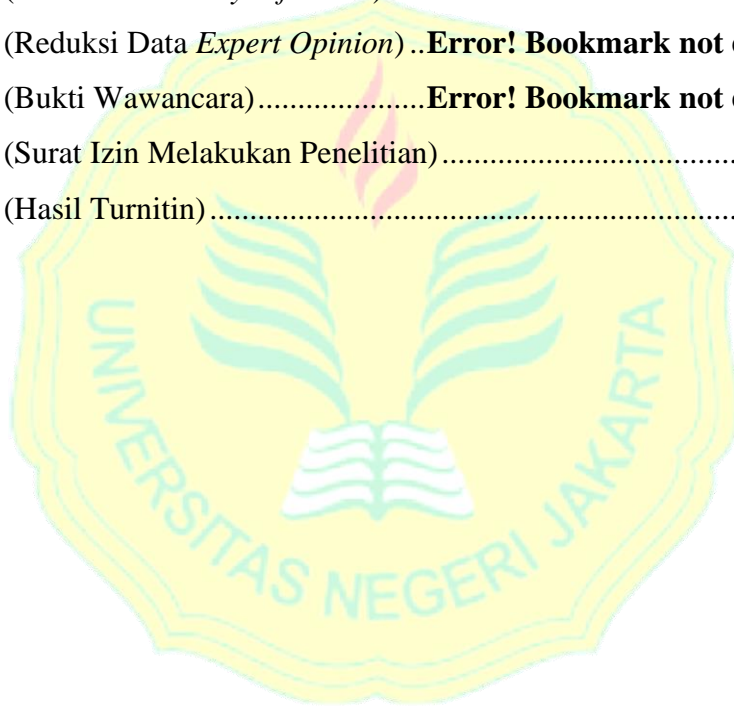 (Reduksi Data Expert Opinion) ..Error! Bookmark not
(Bukti Wawancara)....................Error! Bookmark not
(Surat Izin Melakukan Penelitian)................................
(Hasil Turnitin)...............................................................
UNIVERSITAS NEGERI JAKARTA